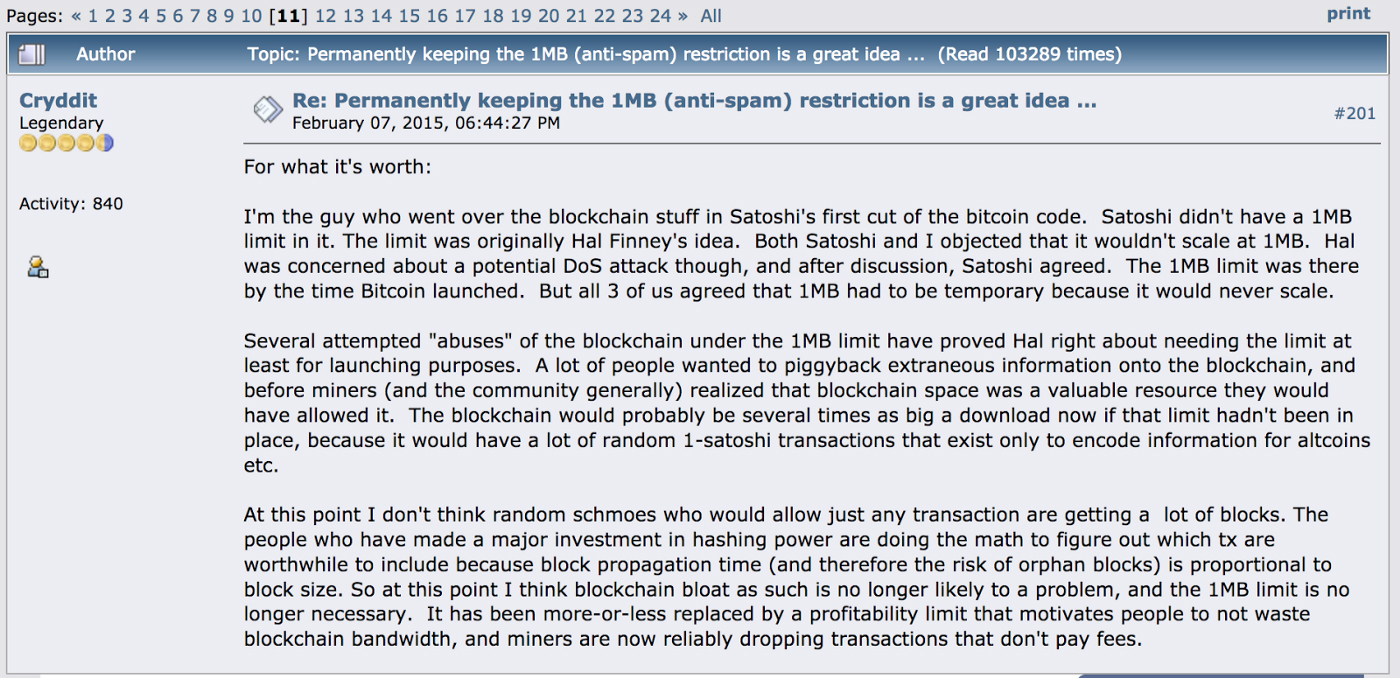 Pages: « 1 2 3 4 5 6 7 8 9 10 [11] 12 13 14 15 16 17 18 19 20 21 22 23 24 » All
print
Author
Topic: Permanently keeping the 1MB (anti-spam) restriction is a great idea ... (Read 103289 times)
Cryddit
Legendary
Activity: 840
Re: Permanently keeping the 1MB (anti-spam) restriction is a great idea ...
February 07, 2015, 06:44:27 PM
#201
For what it's worth:
I'm the guy who went over the blockchain stuff in Satoshi's first cut of the bitcoin code. Satoshi didn't have a 1MB
limit in it. The limit was originally Hal Finney's idea. Both Satoshi and I objected that it wouldn't scale at 1MB. Hal
was concerned about a potential DoS attack though, and after discussion, Satoshi agreed. The 1MB limit was there
by the time Bitcoin launched. But all 3 of us agreed that 1MB had to be temporary because it would never scale.
Several attempted "abuses" of the blockchain under the 1MB limit have proved Hal right about needing the limit at
least for launching purposes. A lot of people wanted to piggyback extraneous information onto the blockchain, and
before miners (and the community generally) realized that blockchain space was a valuable resource they would
have allowed it. The blockchain would probably be several times as big a download now if that limit hadn't been in
place, because it would have a lot of random 1-satoshi transactions that exist only to encode information for altcoins
etc.
At this point I don't think random schmoes who would allow just any transaction are getting a lot of blocks. The
people who have made a major investment in hashing power are doing the math to figure out which tx are
worthwhile to include because block propagation time (and therefore the risk of orphan blocks) is proportional to
block size. So at this point I think blockchain bloat as such is no longer likely to a problem, and the 1MB limit is no
longer necessary. It has been more-or-less replaced by a profitability limit that motivates people to not waste
blockchain bandwidth, and miners are now reliably dropping transactions that don't pay fees.